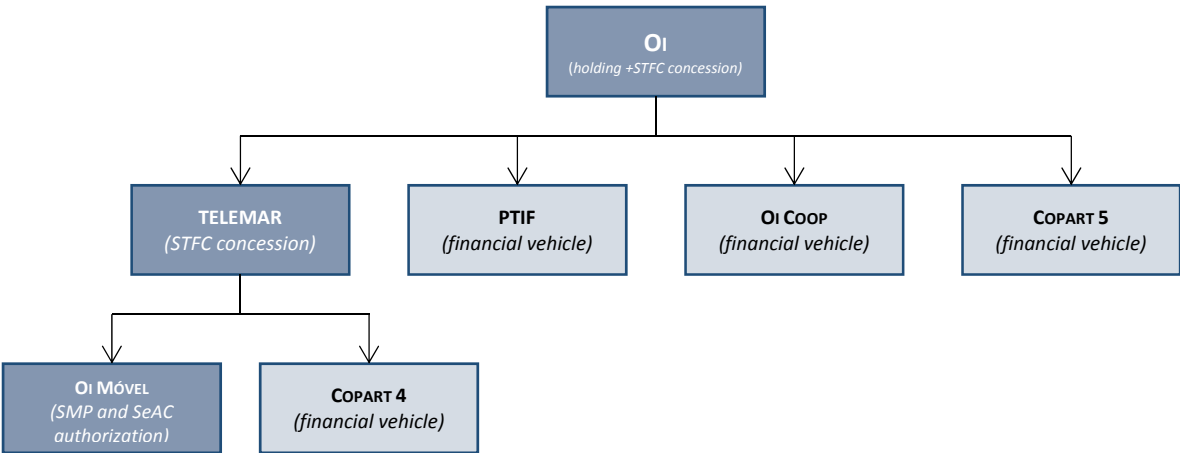 OI
(holding +STFC concession)
TELEMAR
(STFC concession)
PTIF
(financial vehicle)
OI COOP
(financial vehicle)
COPART 5
(financial vehicle)
OI MÓVEL
(SMP and SeAC
authorization)
COPART 4
(financial vehicle)